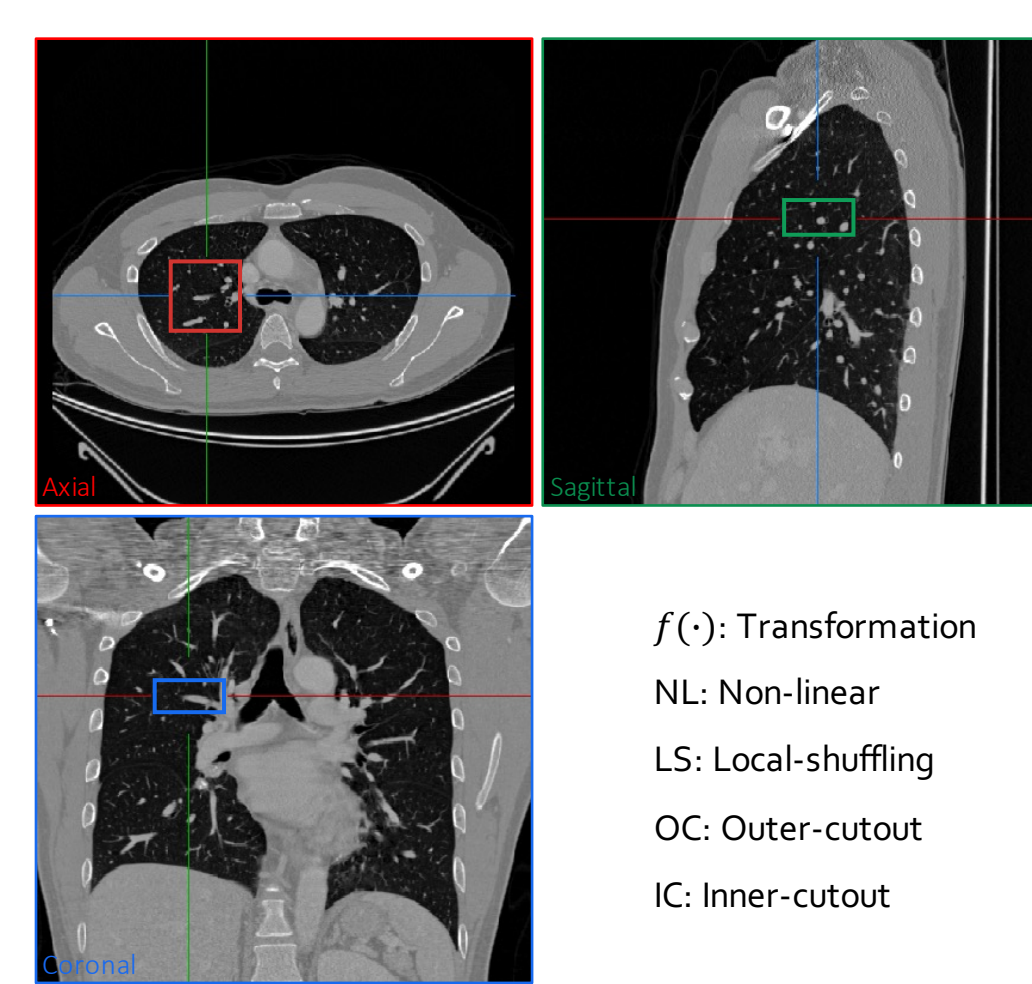 Axial
Sagittal
Coronal
f(·): Transformation
NL: Non-linear
LS: Local-shuffling
OC: Outer-cutout
IC: Inner-cutout